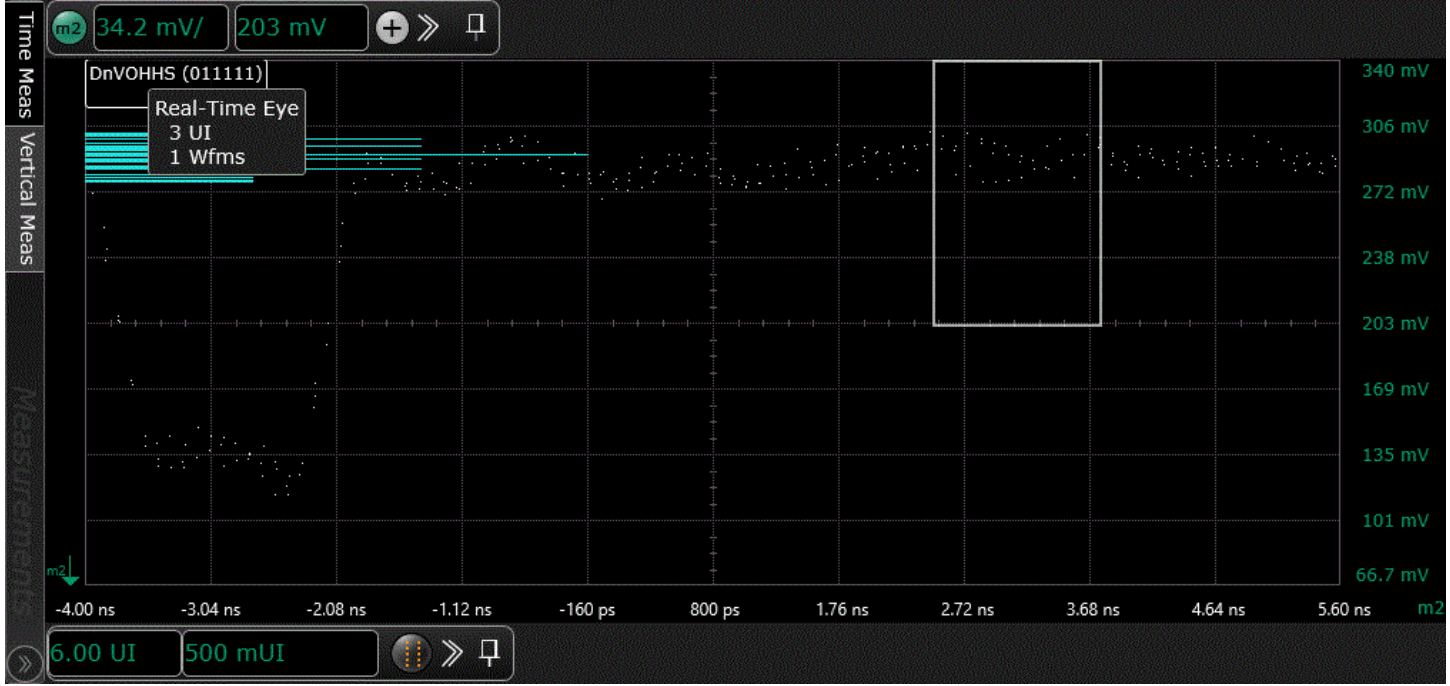 Time Meas
Vertical Meas
Measurements
m2 34.2 mV/ 203 mV
DnVOHHS (011111)
Real-Time Eye
3 UI
1 Wfms
340 mV
306 mV
272 mV
238 mV
203 mV
169 mV
135 mV
101 mV
66.7 mV
m2
-4.00 ns -3.04 ns -2.08 ns -1.12 ns -160 ps 800 ps 1.76 ns 2.72 ns 3.68 ns 4.64 ns 5.60 ns m2
6.00 UI 500 mUI